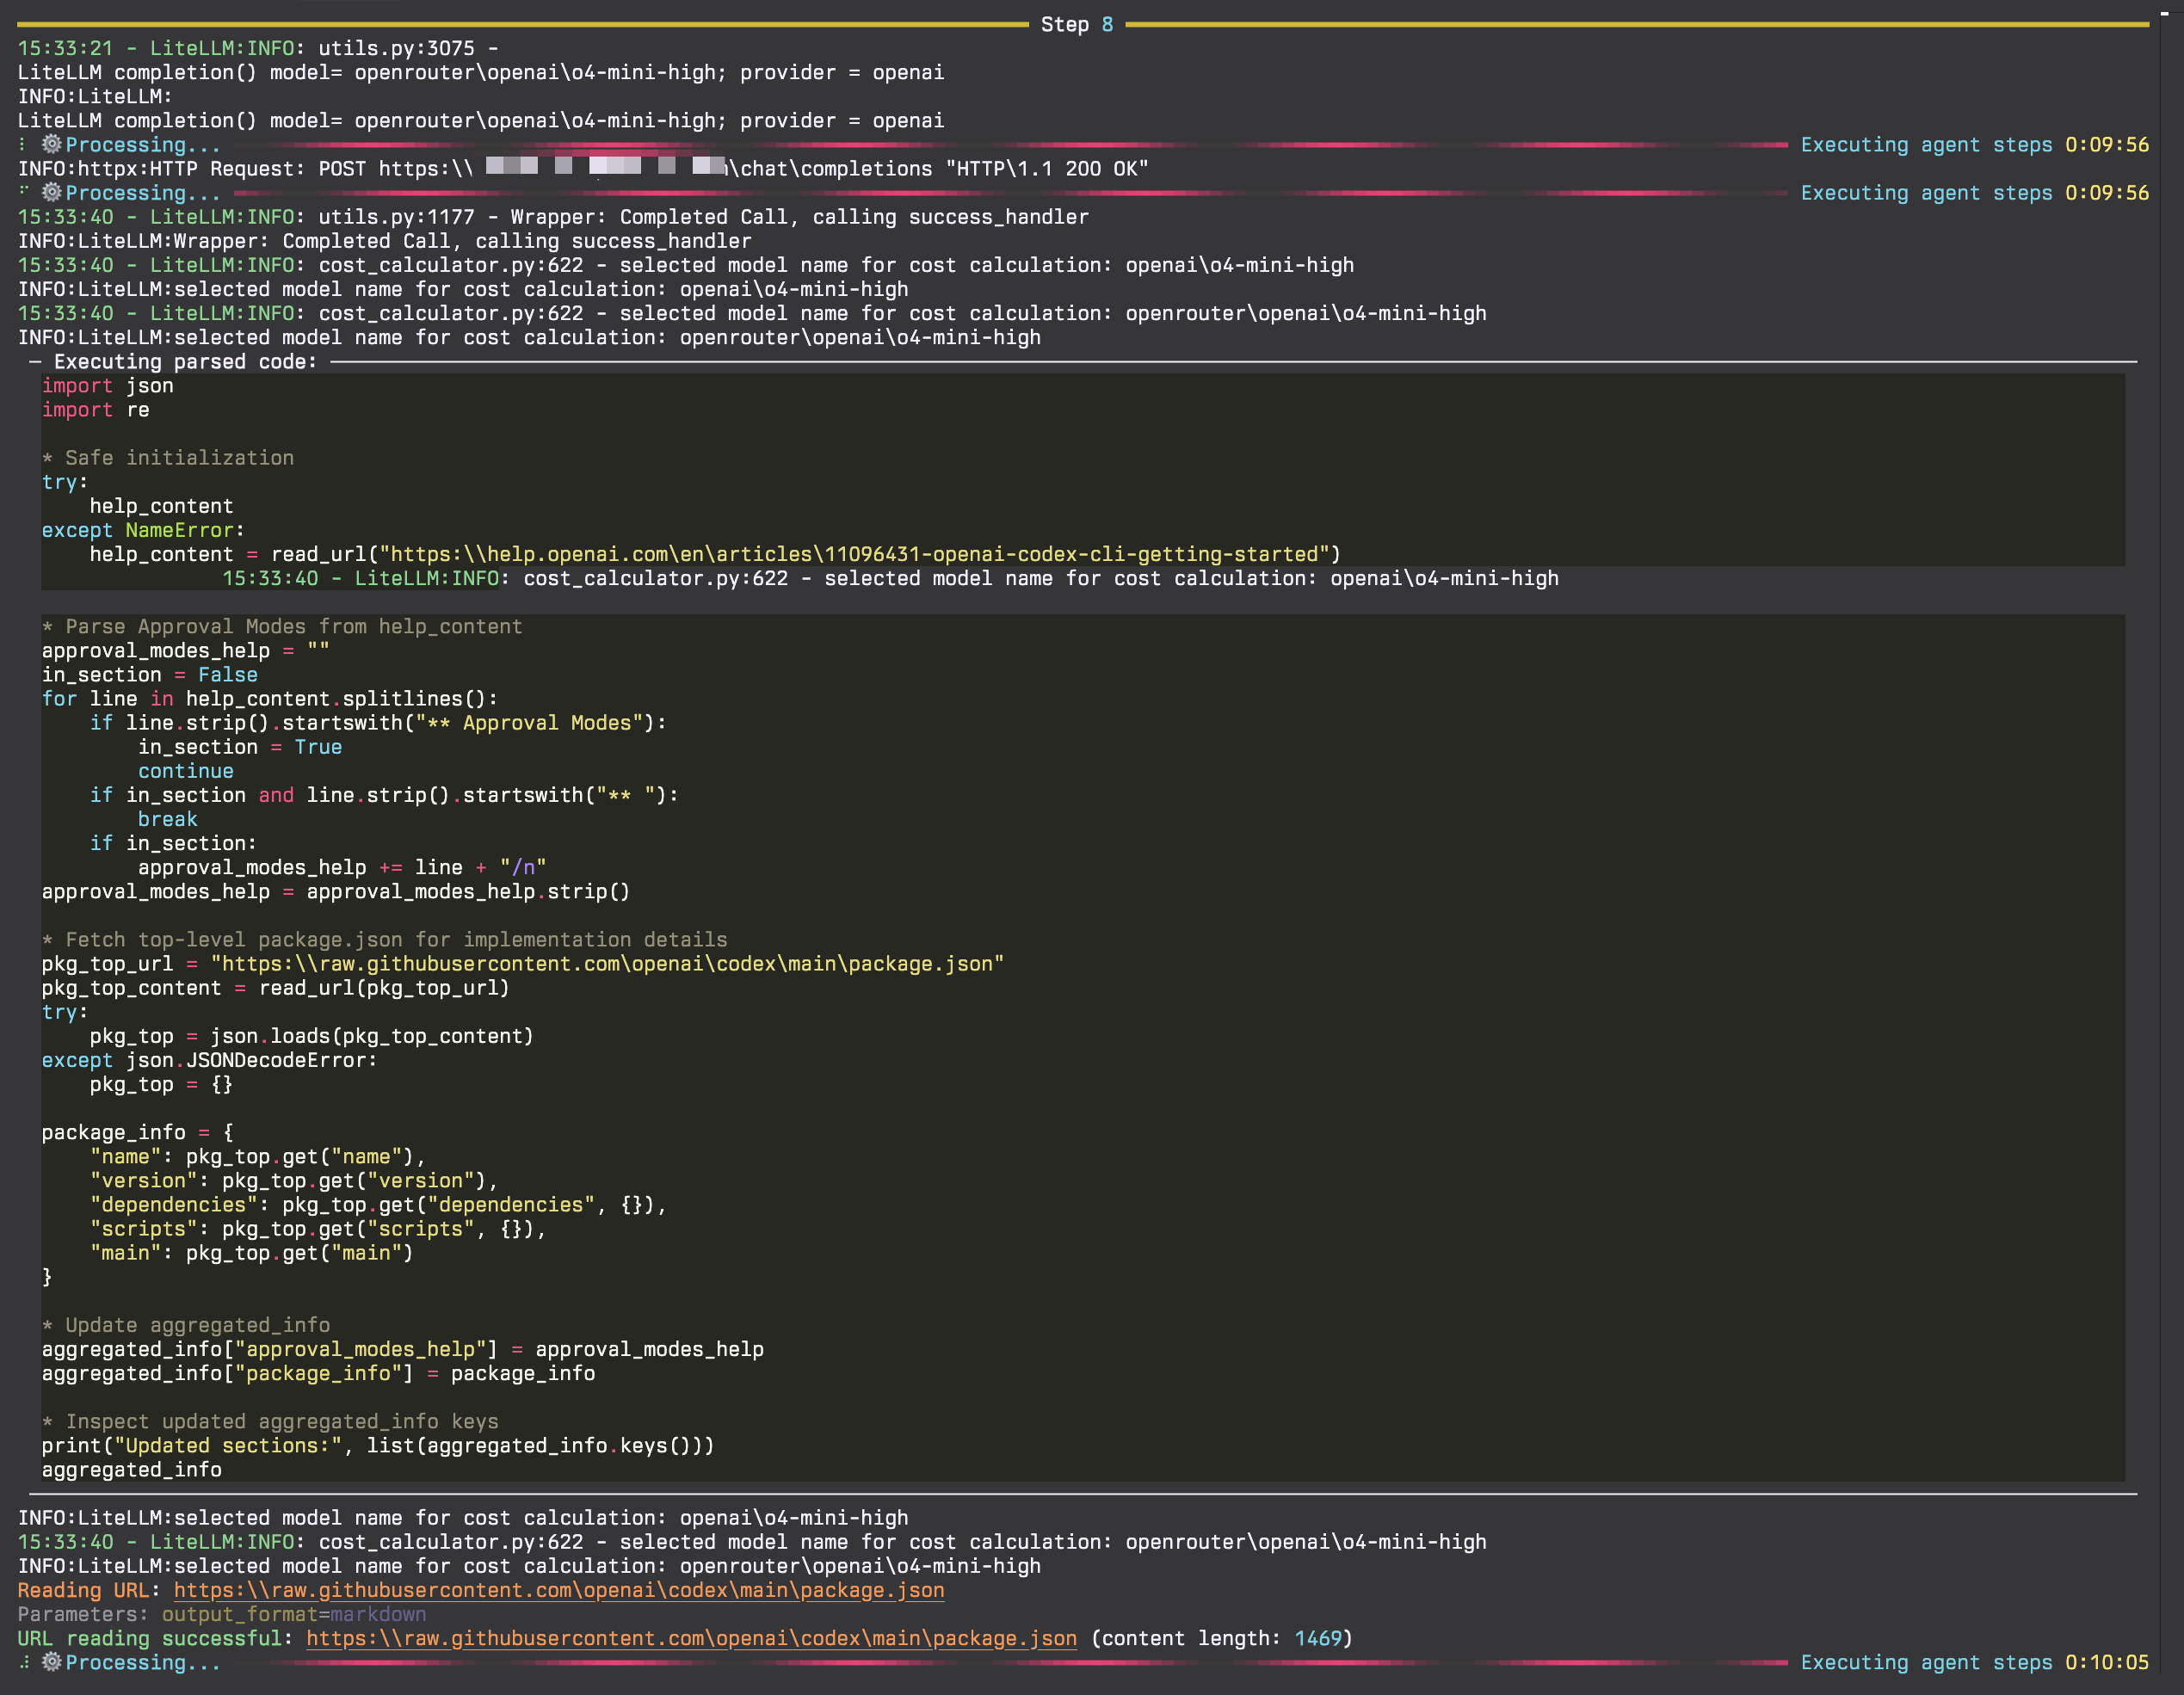 Step 8
15:33:21 - LiteLLM:INFO: utils.py:3075 -
LiteLLM completion() model= openrouter\openai\o4-mini-high; provider = openai
INFO:LiteLLM:
LiteLLM completion() model= openrouter\openai\o4-mini-high; provider = openai
Processing... Executing agent steps 0:09:56
INFO:httpx:HTTP Request: POST https:\\ \chat\completions "HTTP\1.1 200 OK"
Processing... Executing agent steps 0:09:56
15:33:40 - LiteLLM:INFO: utils.py:1177 - Wrapper: Completed Call, calling success_handler
INFO:LiteLLM:Wrapper: Completed Call, calling success_handler
15:33:40 - LiteLLM:INFO: cost_calculator.py:622 - selected model name for cost calculation: openai\o4-mini-high
INFO:LiteLLM:selected model name for cost calculation: openai\o4-mini-high
15:33:40 - LiteLLM:INFO: cost_calculator.py:622 - selected model name for cost calculation: openrouter\openai\o4-mini-high
INFO:LiteLLM:selected model name for cost calculation: openrouter\openai\o4-mini-high
─ Executing parsed code:
import json
import re
* Safe initialization
try:
    help_content
except NameError:
    help_content = read_url("https:\\help.openai.com\en\articles\11096431-openai-codex-cli-getting-started")
15:33:40 - LiteLLM:INFO: cost_calculator.py:622 - selected model name for cost calculation: openai\o4-mini-high
* Parse Approval Modes from help_content
approval_modes_help = ""
in_section = False
for line in help_content.splitlines():
    if line.strip().startswith("** Approval Modes"):
        in_section = True
        continue
    if in_section and line.strip().startswith("** "):
        break
    if in_section:
        approval_modes_help += line + "/n"
approval_modes_help = approval_modes_help.strip()
* Fetch top-level package.json for implementation details
pkg_top_url = "https:\\raw.githubusercontent.com\openai\codex\main\package.json"
pkg_top_content = read_url(pkg_top_url)
try:
    pkg_top = json.loads(pkg_top_content)
except json.JSONDecodeError:
    pkg_top = {}
package_info = {
    "name": pkg_top.get("name"),
    "version": pkg_top.get("version"),
    "dependencies": pkg_top.get("dependencies", {}),
    "scripts": pkg_top.get("scripts", {}),
    "main": pkg_top.get("main")
}
* Update aggregated_info
aggregated_info["approval_modes_help"] = approval_modes_help
aggregated_info["package_info"] = package_info
* Inspect updated aggregated_info keys
print("Updated sections:", list(aggregated_info.keys()))
aggregated_info
INFO:LiteLLM:selected model name for cost calculation: openai\o4-mini-high
15:33:40 - LiteLLM:INFO: cost_calculator.py:622 - selected model name for cost calculation: openrouter\openai\o4-mini-high
INFO:LiteLLM:selected model name for cost calculation: openrouter\openai\o4-mini-high
Reading URL: https:\\raw.githubusercontent.com\openai\codex\main\package.json
Parameters: output_format=markdown
URL reading successful: https:\\raw.githubusercontent.com\openai\codex\main\package.json (content length: 1469)
Processing... Executing agent steps 0:10:05